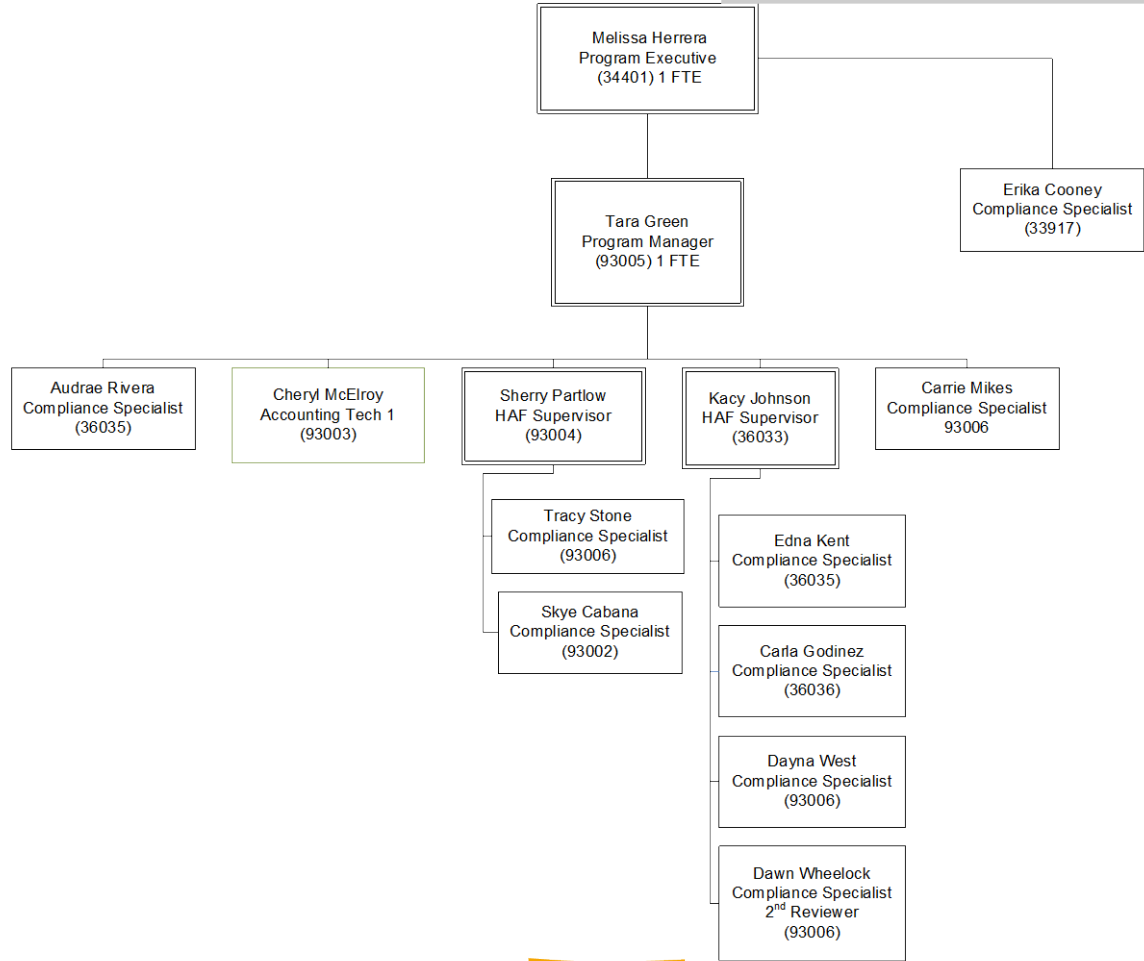 Melissa Herrera
Program Executive
(34401) 1 FTE
Erika Cooney
Compliance Specialist
(33917)
Tara Green
Program Manager
(93005) 1 FTE
Audrae Rivera
Compliance Specialist
(36035)
Cheryl McElroy
Accounting Tech 1
(93003)
Sherry Partlow
HAF Supervisor
(93004)
Kacy Johnson
HAF Supervisor
(36033)
Carrie Mikes
Compliance Specialist
93006
Tracy Stone
Compliance Specialist
(93006)
Skye Cabana
Compliance Specialist
(93002)
Edna Kent
Compliance Specialist
(36035)
Carla Godinez
Compliance Specialist
(36036)
Dayna West
Compliance Specialist
(93006)
Dawn Wheelock
Compliance Specialist
2nd Reviewer
(93006)